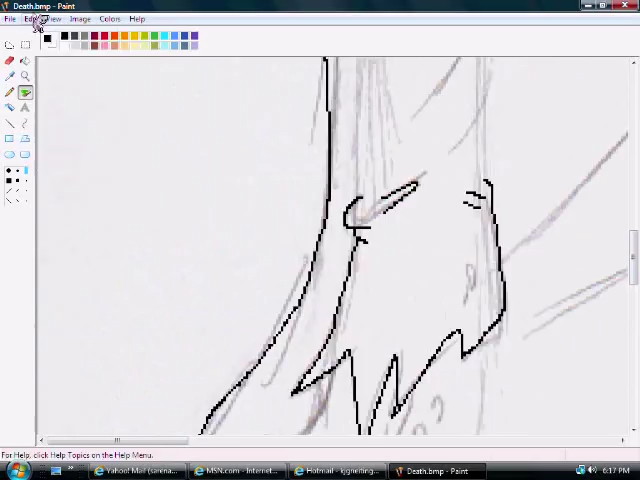 Death.bmp - Paint
File Edit View Image Colors Help
For Help, click Help Topics on the Help Menu.
Yahoo! Mail (serena... MSN.com - Internet... Hotmail - Death.bmp - Paint 6:17 PM